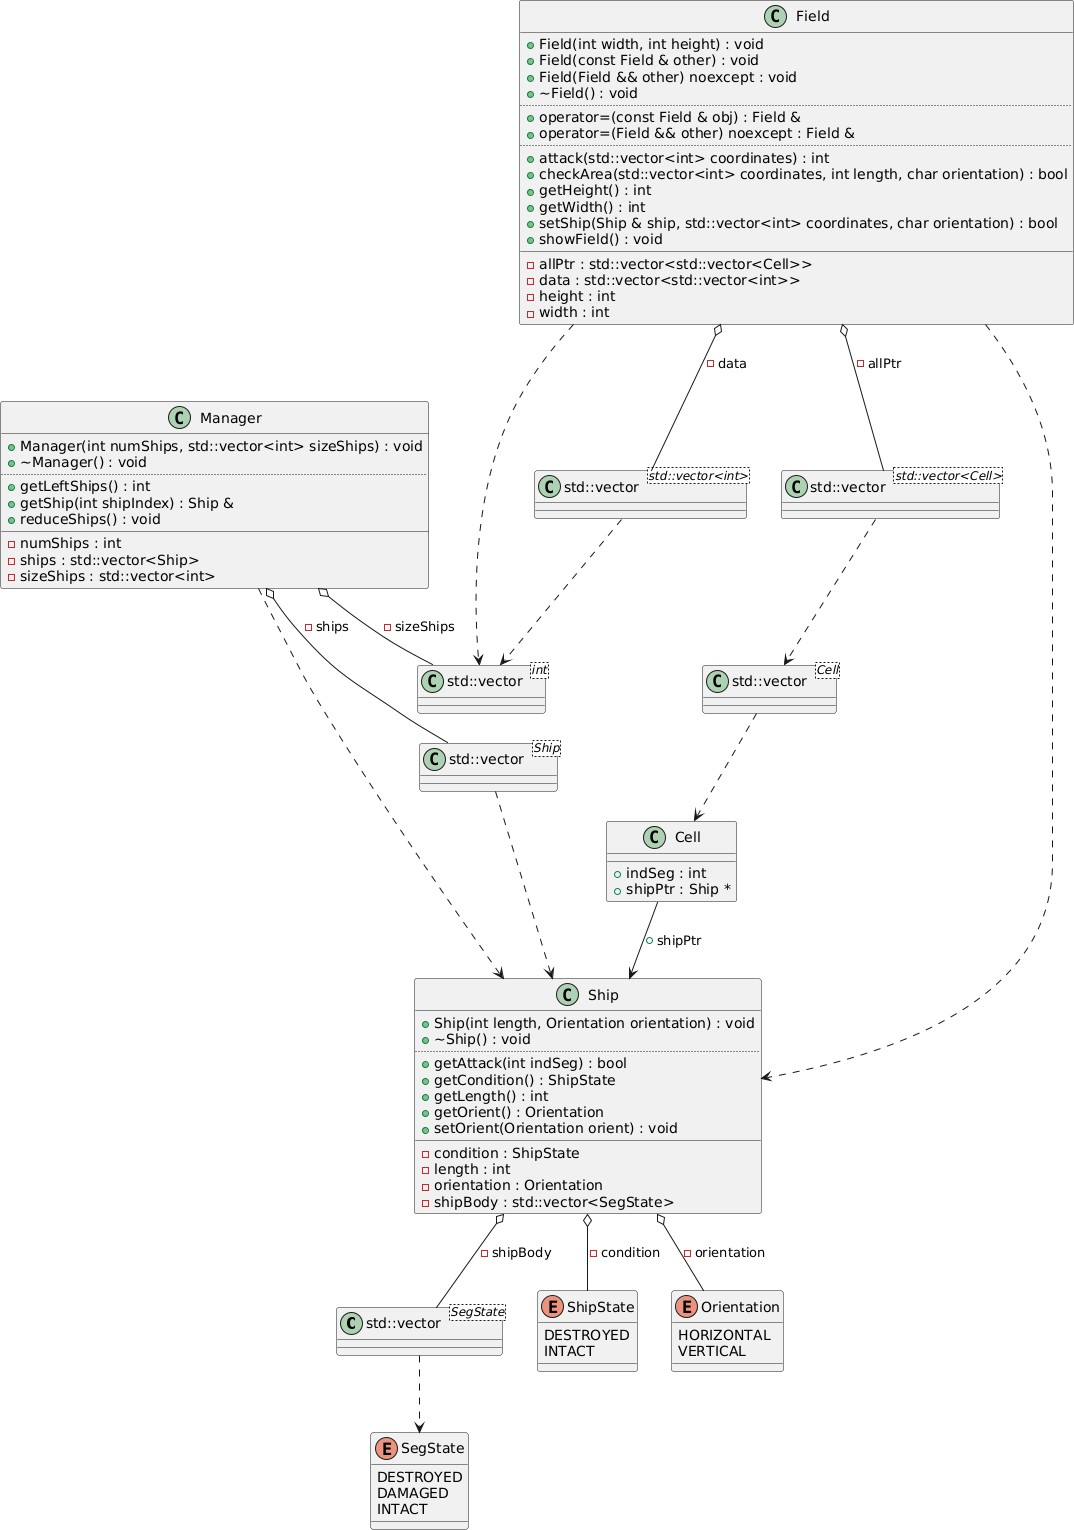 C Field
Field(int width, int height) : void
Field(const Field & other) : void
Field(Field && other) noexcept : void
~Field() : void
operator=(const Field & obj) : Field &
operator=(Field && other) noexcept : Field &
attack(std::vector<int> coordinates) : int
checkArea(std::vector<int> coordinates, int length, char orientation) : bool
getHeight() : int
getWidth() : int
setShip(Ship & ship, std::vector<int> coordinates, char orientation) : bool
showField() : void
allPtr : std::vector<std::vector<Cell>>
data : std::vector<std::vector<int>>
height : int
width : int
data
allPtr
C Manager
Manager(int numShips, std::vector<int> sizeShips) : void
~Manager() : void
getLeftShips() : int
getShip(int shipIndex) : Ship &
reduceShips() : void
numShips : int
ships : std::vector<Ship>
sizeShips : std::vector<int>
C std::vector std::vector<int>
C std::vector std::vector<Cell>
ships
sizeShips
C std::vector int
C std::vector Cell
C std::vector Ship
C Cell
indSeg : int
shipPtr : Ship *
shipPtr
C Ship
Ship(int length, Orientation orientation) : void
~Ship() : void
getAttack(int indSeg) : bool
getCondition() : ShipState
getLength() : int
getOrient() : Orientation
setOrient(Orientation orient) : void
condition : ShipState
length : int
orientation : Orientation
shipBody : std::vector<SegState>
shipBody
condition
orientation
C std::vector SegState
E ShipState
DESTROYED
INTACT
E Orientation
HORIZONTAL
VERTICAL
E SegState
DESTROYED
DAMAGED
INTACT